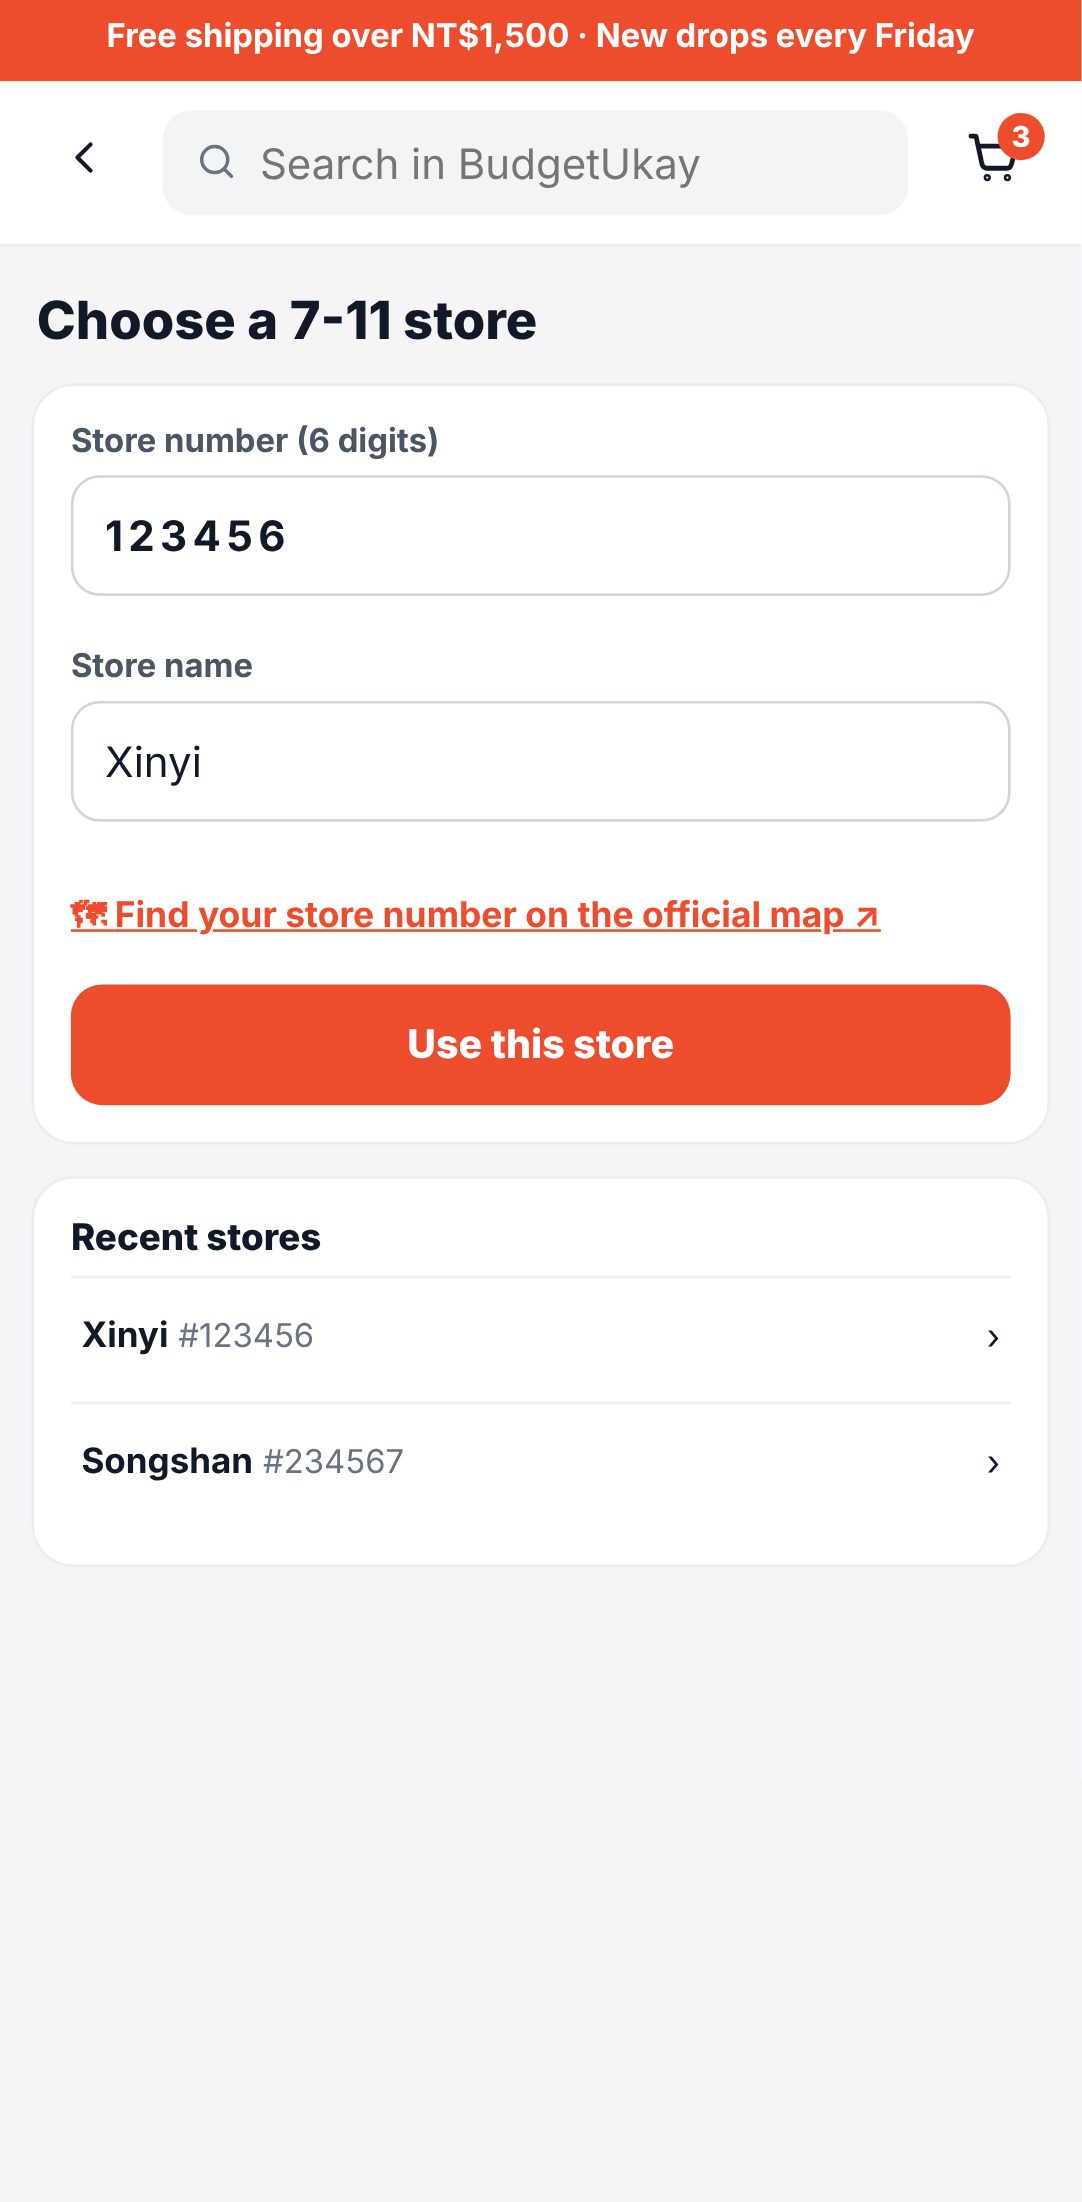 Free shipping over NT$1,500 · New drops every Friday
Search in BudgetUkay
3
Choose a 7-11 store
Store number (6 digits)
123456
Store name
Xinyi
🗺 Find your store number on the official map ↗
Use this store
Recent stores
Xinyi #123456 ›
Songshan #234567 ›